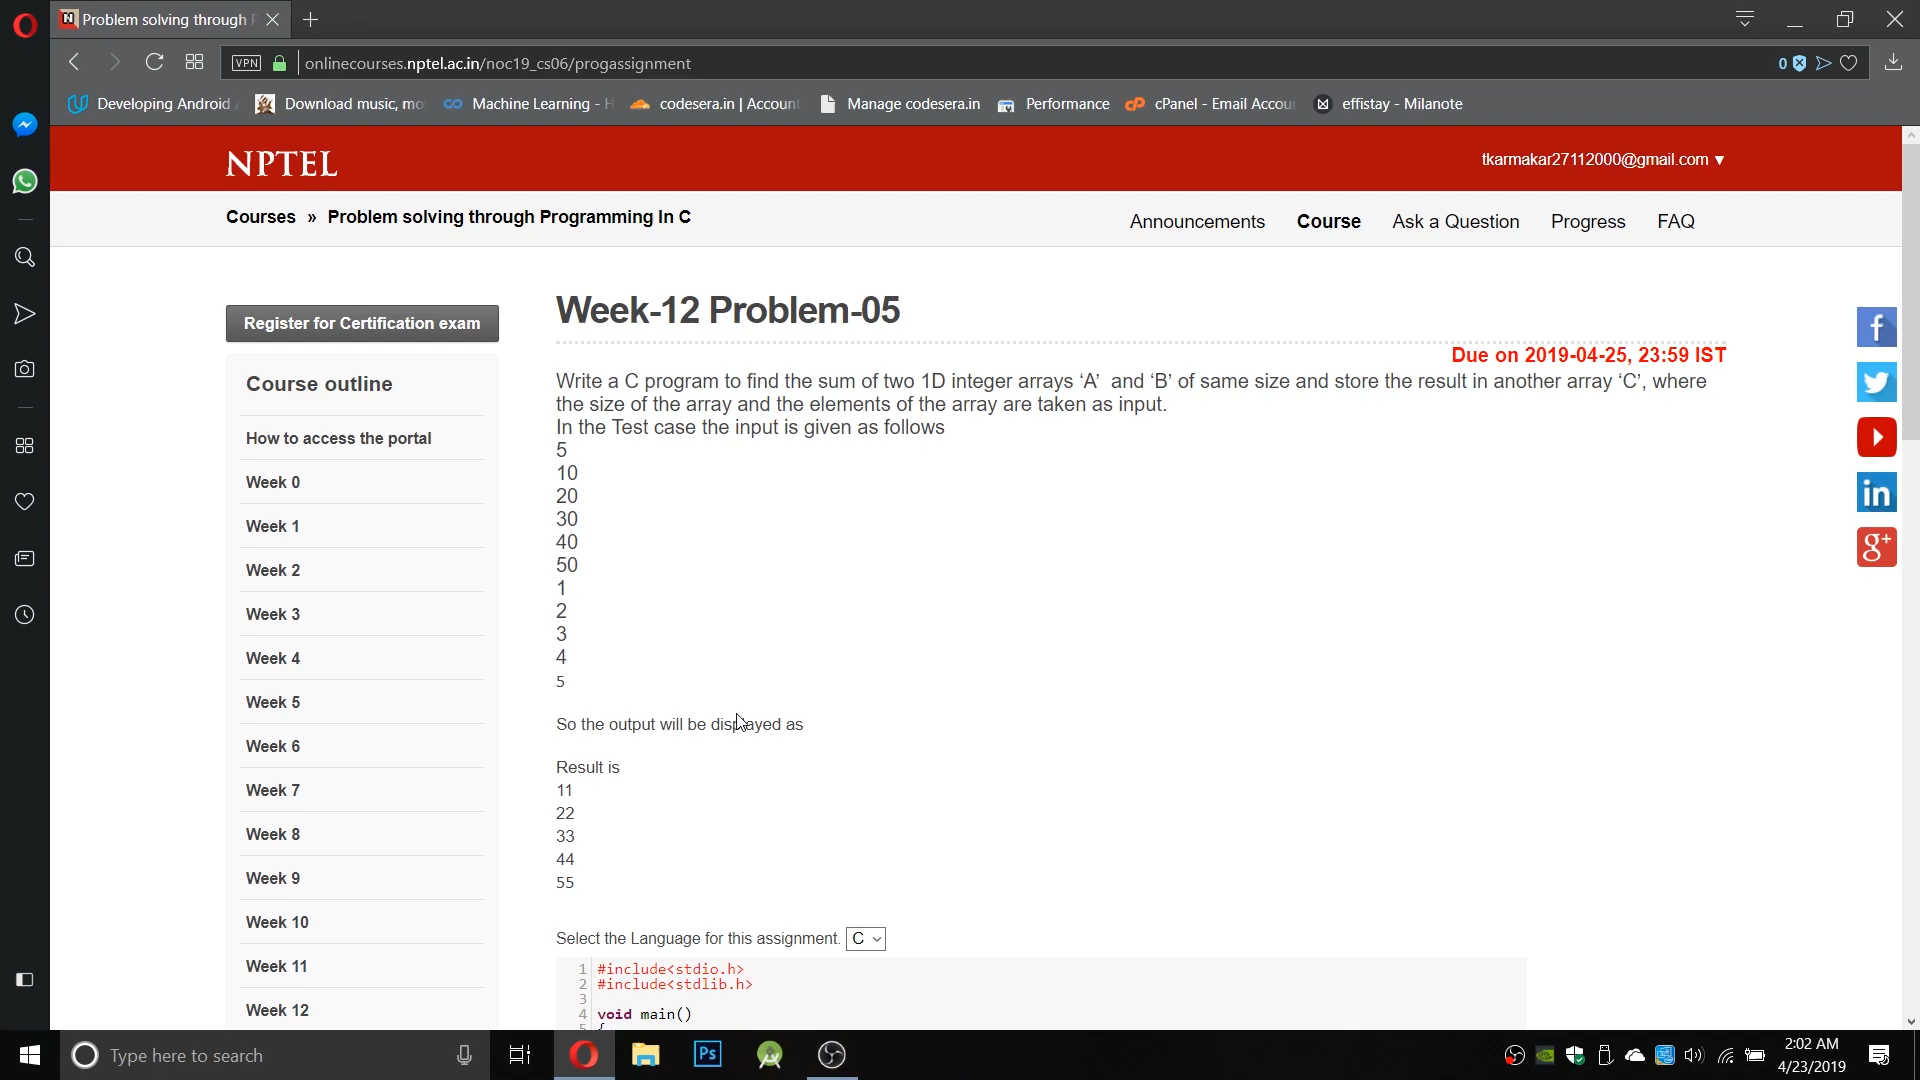 Problem solving through
VPN
onlinecourses.nptel.ac.in/noc19_cs06/progassignment
0
Developing Android
Download music, mo
Machine Learning - H
codesera.in | Account
Manage codesera.in
Performance
cPanel - Email Accou
effistay - Milanote
NPTEL
tkarmakar27112000@gmail.com ▼
Courses » Problem solving through Programming In C
Announcements
Course
Ask a Question
Progress
FAQ
Register for Certification exam
Course outline
How to access the portal
Week 0
Week 1
Week 2
Week 3
Week 4
Week 5
Week 6
Week 7
Week 8
Week 9
Week 10
Week 11
Week 12
Week-12 Problem-05
Due on 2019-04-25, 23:59 IST
Write a C program to find the sum of two 1D integer arrays ‘A’ and ‘B’ of same size and store the result in another array ‘C’, where
the size of the array and the elements of the array are taken as input.
In the Test case the input is given as follows
5
10
20
30
40
50
1
2
3
4
5
So the output will be displayed as
Result is
11
22
33
44
55
Select the Language for this assignment. C
1 #include<stdio.h>
2 #include<stdlib.h>
3
4 void main()
5 {
f
in
g+
Type here to search
Ps
2:02 AM
4/23/2019